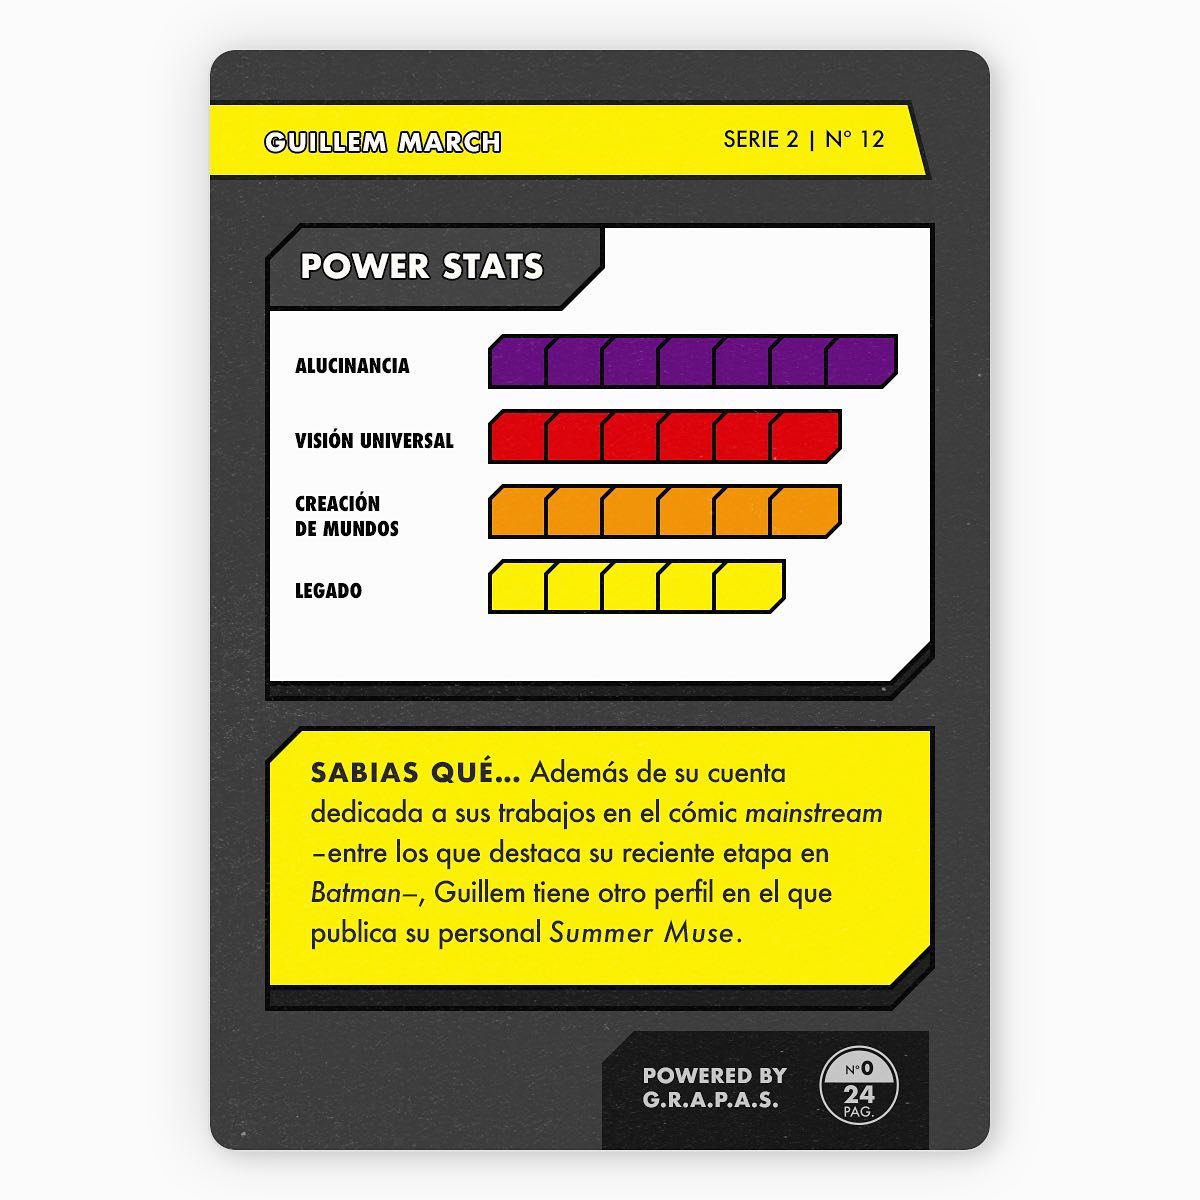 GUILLEM MARCH
SERIE 2 | N° 12
POWER STATS
ALUCINANCIA
VISIÓN UNIVERSAL
CREACIÓN
DE MUNDOS
LEGADO
SABIAS QUÉ... Además de su cuenta
dedicada a sus trabajos en el cómic mainstream
–entre los que destaca su reciente etapa en
Batman–, Guillem tiene otro perfil en el que
publica su personal Summer Muse.
POWERED BY
G.R.A.P.A.S.
N°0
24
PAG.